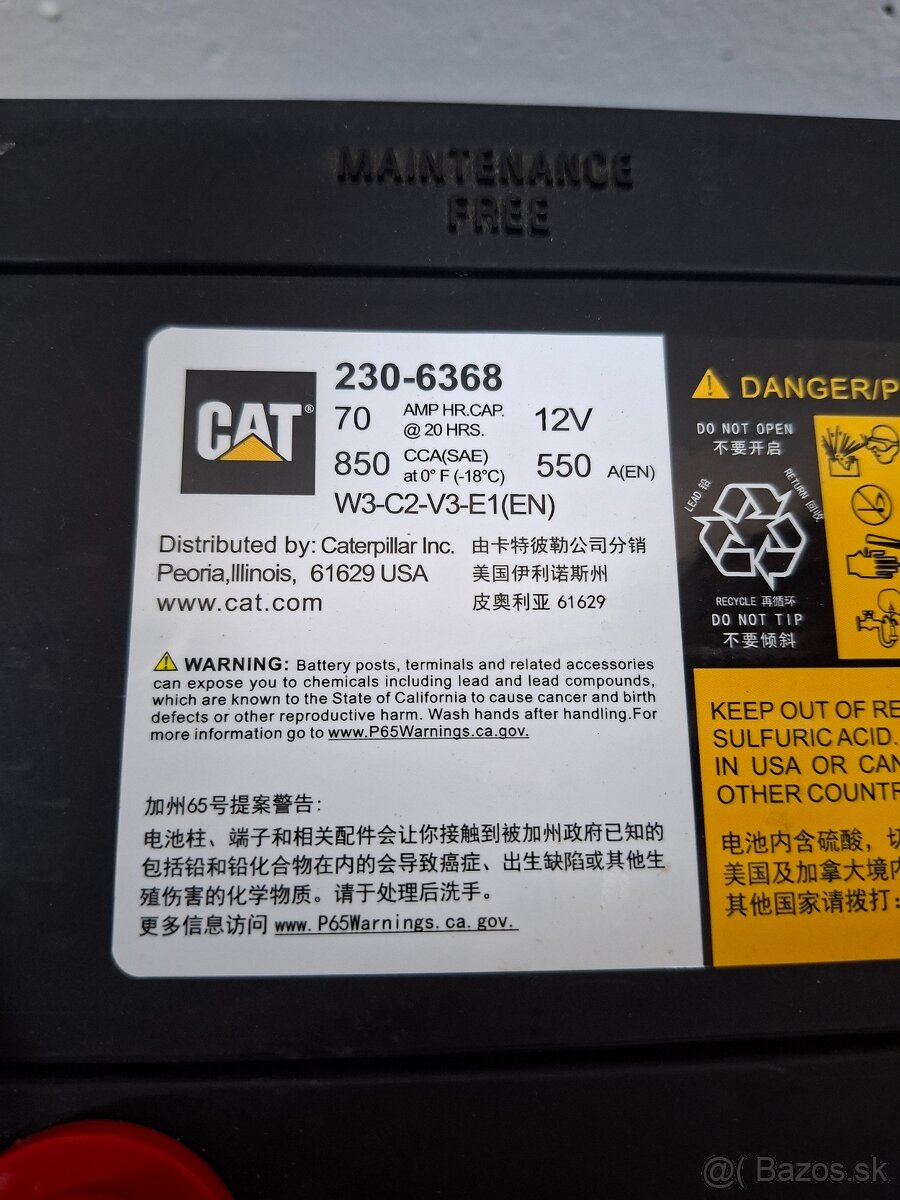 MAINTENANCE
FREE
CAT®
230-6368
70 AMP HR.CAP. @ 20 HRS. 12V
850 CCA(SAE) at 0° F (-18°C) 550 A(EN)
W3-C2-V3-E1(EN)
Distributed by: Caterpillar Inc. 由卡特彼勒公司分销
Peoria,Illinois, 61629 USA 美国伊利诺斯州
www.cat.com 皮奥利亚 61629
WARNING: Battery posts, terminals and related accessories
can expose you to chemicals including lead and lead compounds,
which are known to the State of California to cause cancer and birth
defects or other reproductive harm. Wash hands after handling.For
more information go to www.P65Warnings.ca.gov.
加州65号提案警告:
电池柱、端子和相关配件会让你接触到被加州政府已知的
包括铅和铅化合物在内的会导致癌症、出生缺陷或其他生
殖伤害的化学物质。请于处理后洗手。
更多信息访问 www.P65Warnings.ca.gov.
DANGER/P
DO NOT OPEN
不要开启
LEAD 铅
RETURN 回收
RECYCLE 再循环
DO NOT TIP
不要倾斜
KEEP OUT OF RE
SULFURIC ACID.
IN USA OR CAN
OTHER COUNTR
电池内含硫酸，切
美国及加拿大境内
其他国家请拨打：
@( Bazos.sk